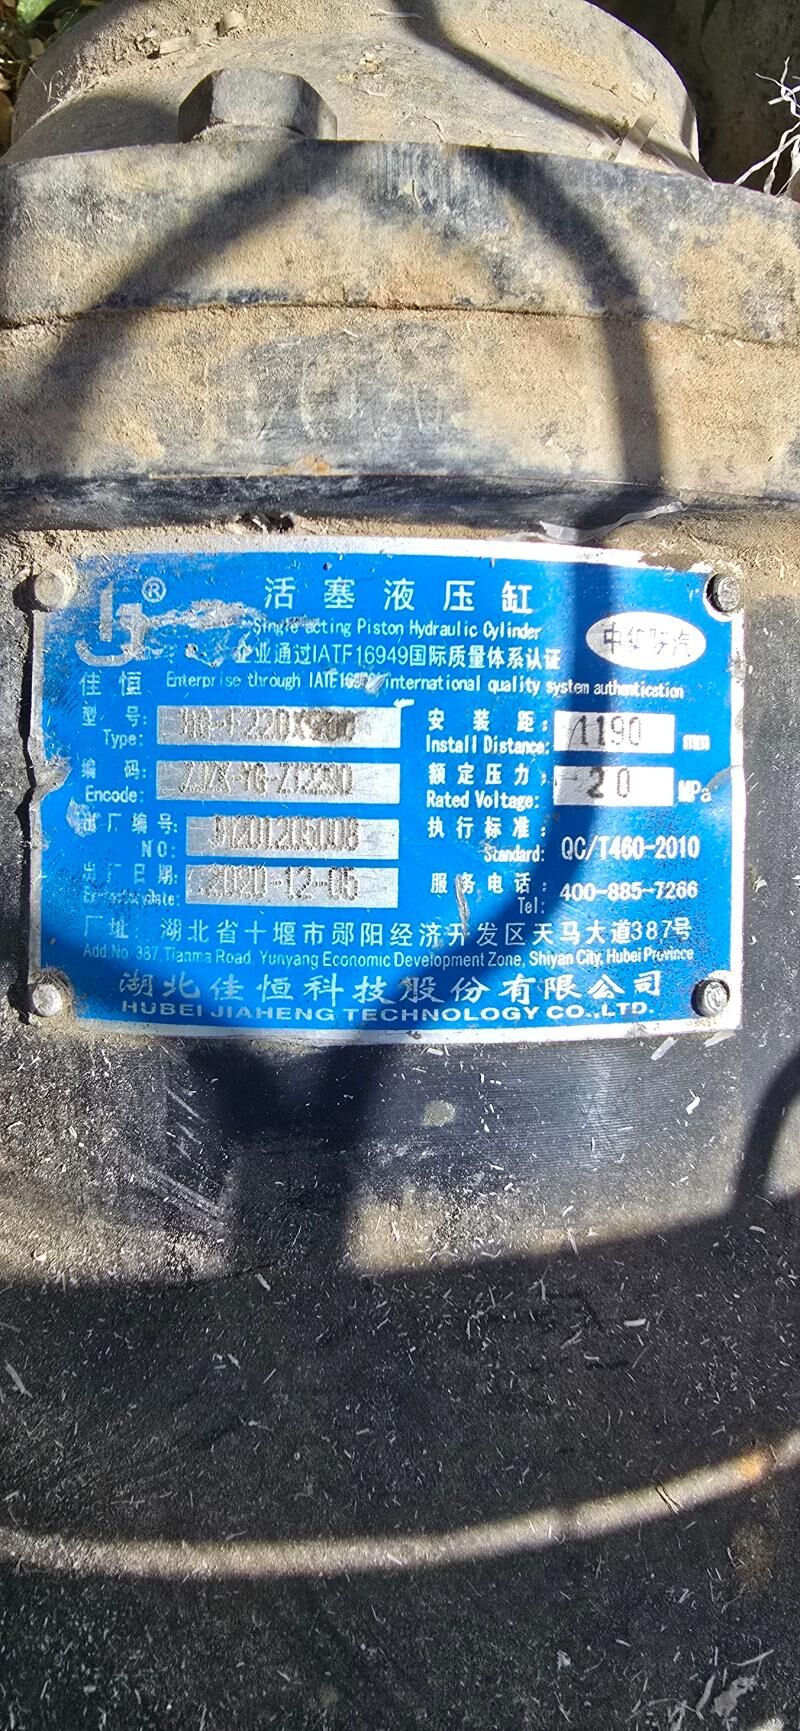 ®
活塞液压缸
Single acting Piston Hydraulic Cylinder
企业通过IATF16949国际质量体系认证
佳恒
Enterprise through international quality system authentication
型号:
Type:
安装距:
Install Distance: 1190 mm
编码:
Encode:
额定压力:
Rated Voltage: 20 MPa
出厂编号:
NO:
执行标准:
Standard: QC/T460-2010
出厂日期: 2020-12-05
date:
服务电话:
Tel: 400-885-7266
厂址: 湖北省十堰市郧阳经济开发区天马大道387号
Add:No. 387,Tianma Road, Yunyang Economic Development Zone, Shiyan City, Hubei Province
湖北佳恒科技股份有限公司
HUBEI JIAHENG TECHNOLOGY CO.,LTD.